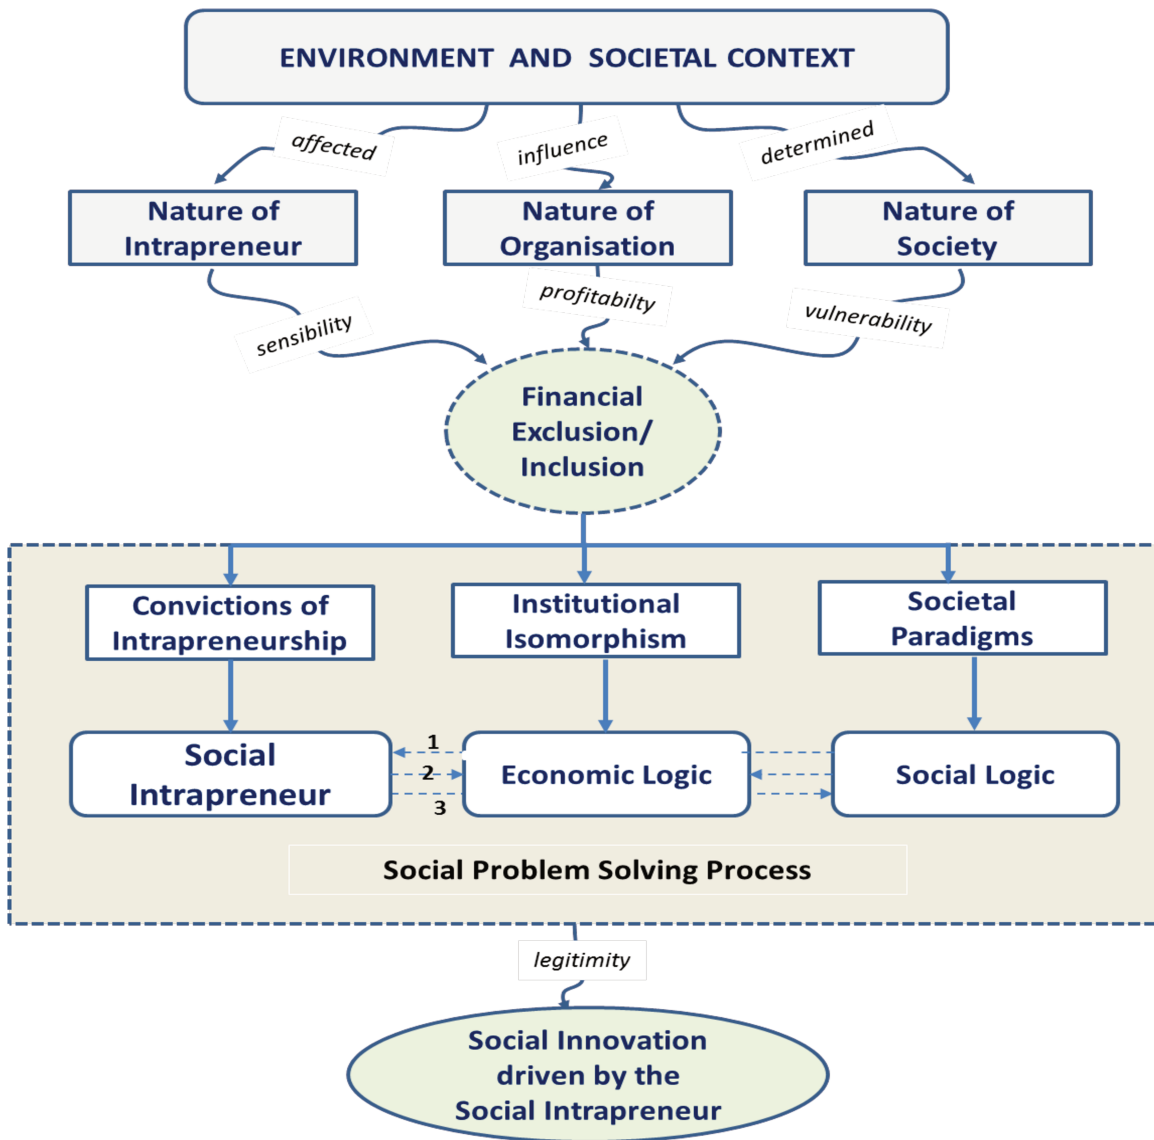 ENVIRONMENT AND SOCIETAL CONTEXT
affected
influence
determined
Nature of
Intrapreneur
Nature of
Organisation
Nature of
Society
sensibility
profitabilty
vulnerability
Financial
Exclusion/
Inclusion
Convictions of
Intrapreneurship
Institutional
Isomorphism
Societal
Paradigms
Social
Intrapreneur
1
2
3
Economic Logic
Social Logic
Social Problem Solving Process
legitimity
Social Innovation
driven by the
Social Intrapreneur